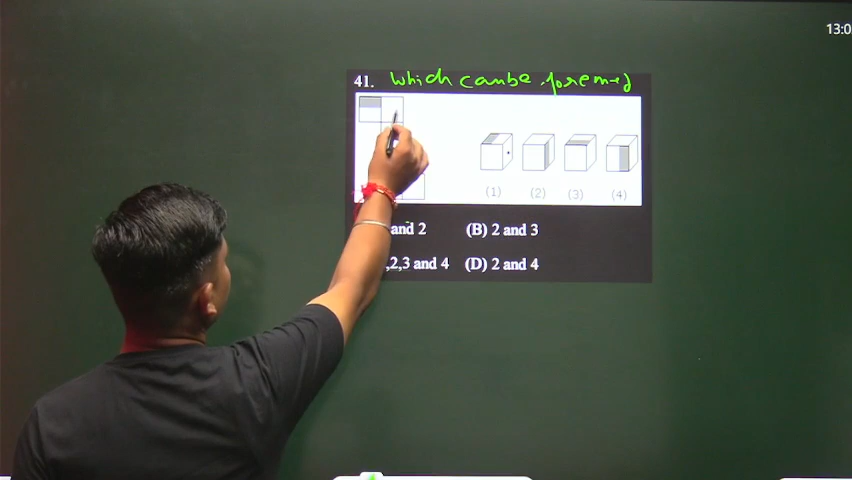 13:0
41. which can be formed
(1) (2) (3) (4)
and 2 (B) 2 and 3
,2,3 and 4 (D) 2 and 4